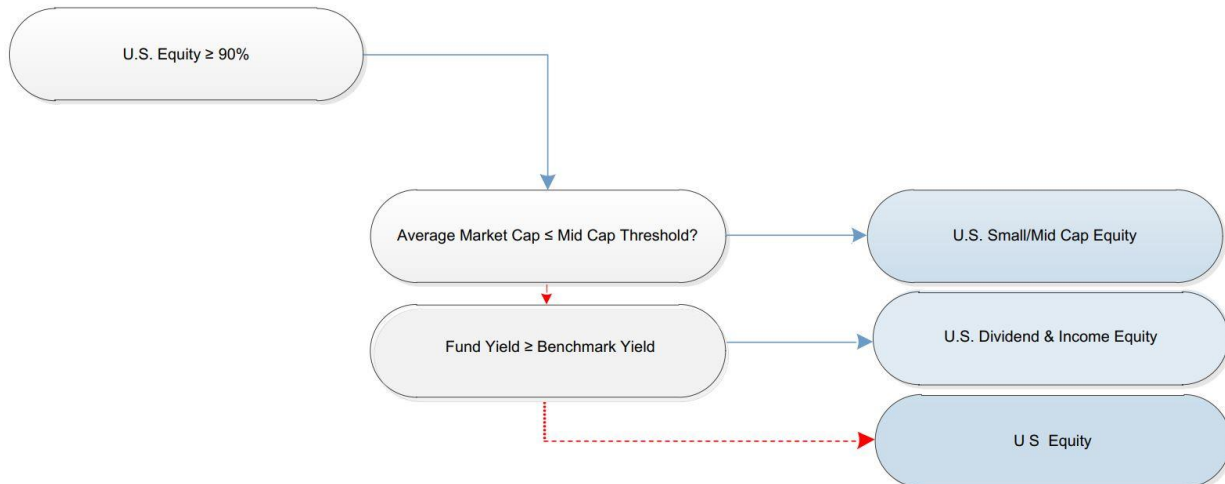 U.S. Equity ≥ 90%
Average Market Cap ≤ Mid Cap Threshold?
U.S. Small/Mid Cap Equity
Fund Yield ≥ Benchmark Yield
U.S. Dividend & Income Equity
U S Equity